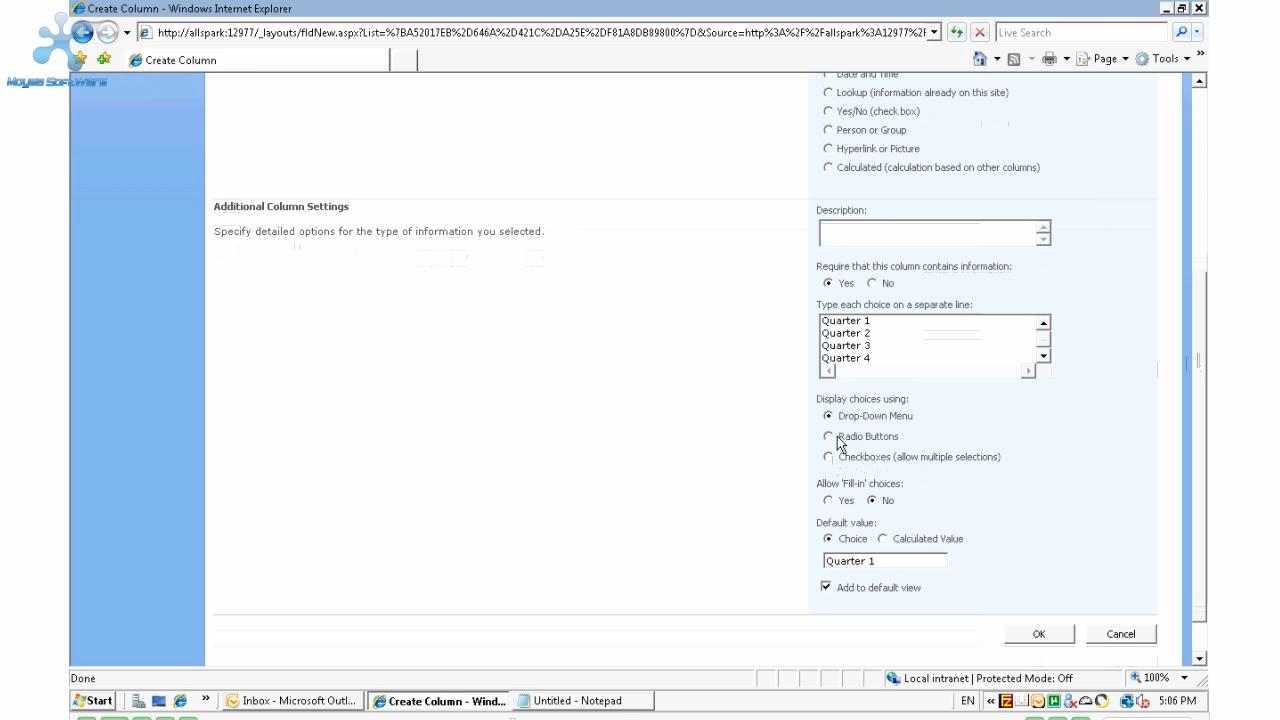 Create Column - Windows Internet Explorer
http://allspark:12977/_layouts/fldNew.aspx?List=%7BA52017EB%2D646A%2D421C%2DA25E%2DF81A8DB89800%7D&Source=http%3A%2F%2Fallspark%3A12977%2F
Live Search
Create Column
Page
Tools
Moyea Software
Date and Time
Lookup (information already on this site)
Yes/No (check box)
Person or Group
Hyperlink or Picture
Calculated (calculation based on other columns)
Additional Column Settings
Specify detailed options for the type of information you selected.
Description:
Require that this column contains information:
Yes No
Type each choice on a separate line:
Quarter 1
Quarter 2
Quarter 3
Quarter 4
Display choices using:
Drop-Down Menu
Radio Buttons
Checkboxes (allow multiple selections)
Allow 'Fill-in' choices:
Yes No
Default value:
Choice Calculated Value
Quarter 1
Add to default view
OK Cancel
Done
Local intranet | Protected Mode: Off
100%
Start
Inbox - Microsoft Outl...
Create Column - Wind...
Untitled - Notepad
EN
5:06 PM